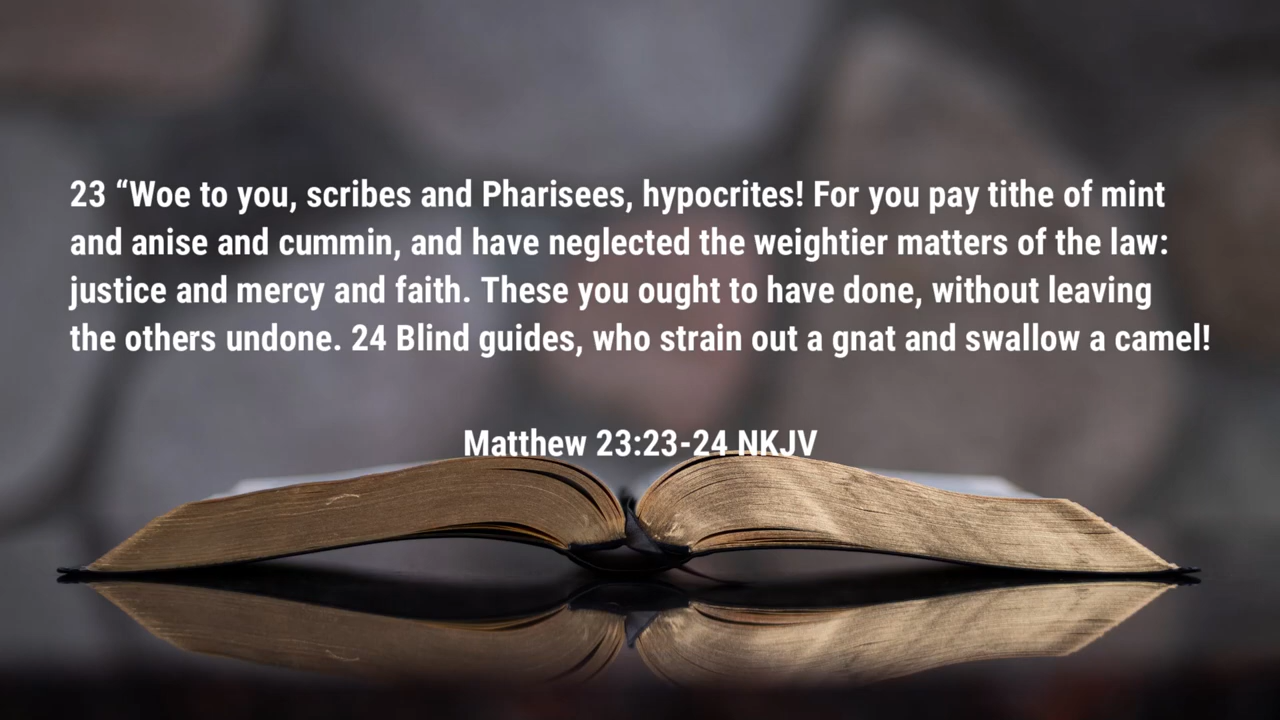 23 “Woe to you, scribes and Pharisees, hypocrites! For you pay tithe of mint
and anise and cummin, and have neglected the weightier matters of the law:
justice and mercy and faith. These you ought to have done, without leaving
the others undone. 24 Blind guides, who strain out a gnat and swallow a camel!
Matthew 23:23-24 NKJV